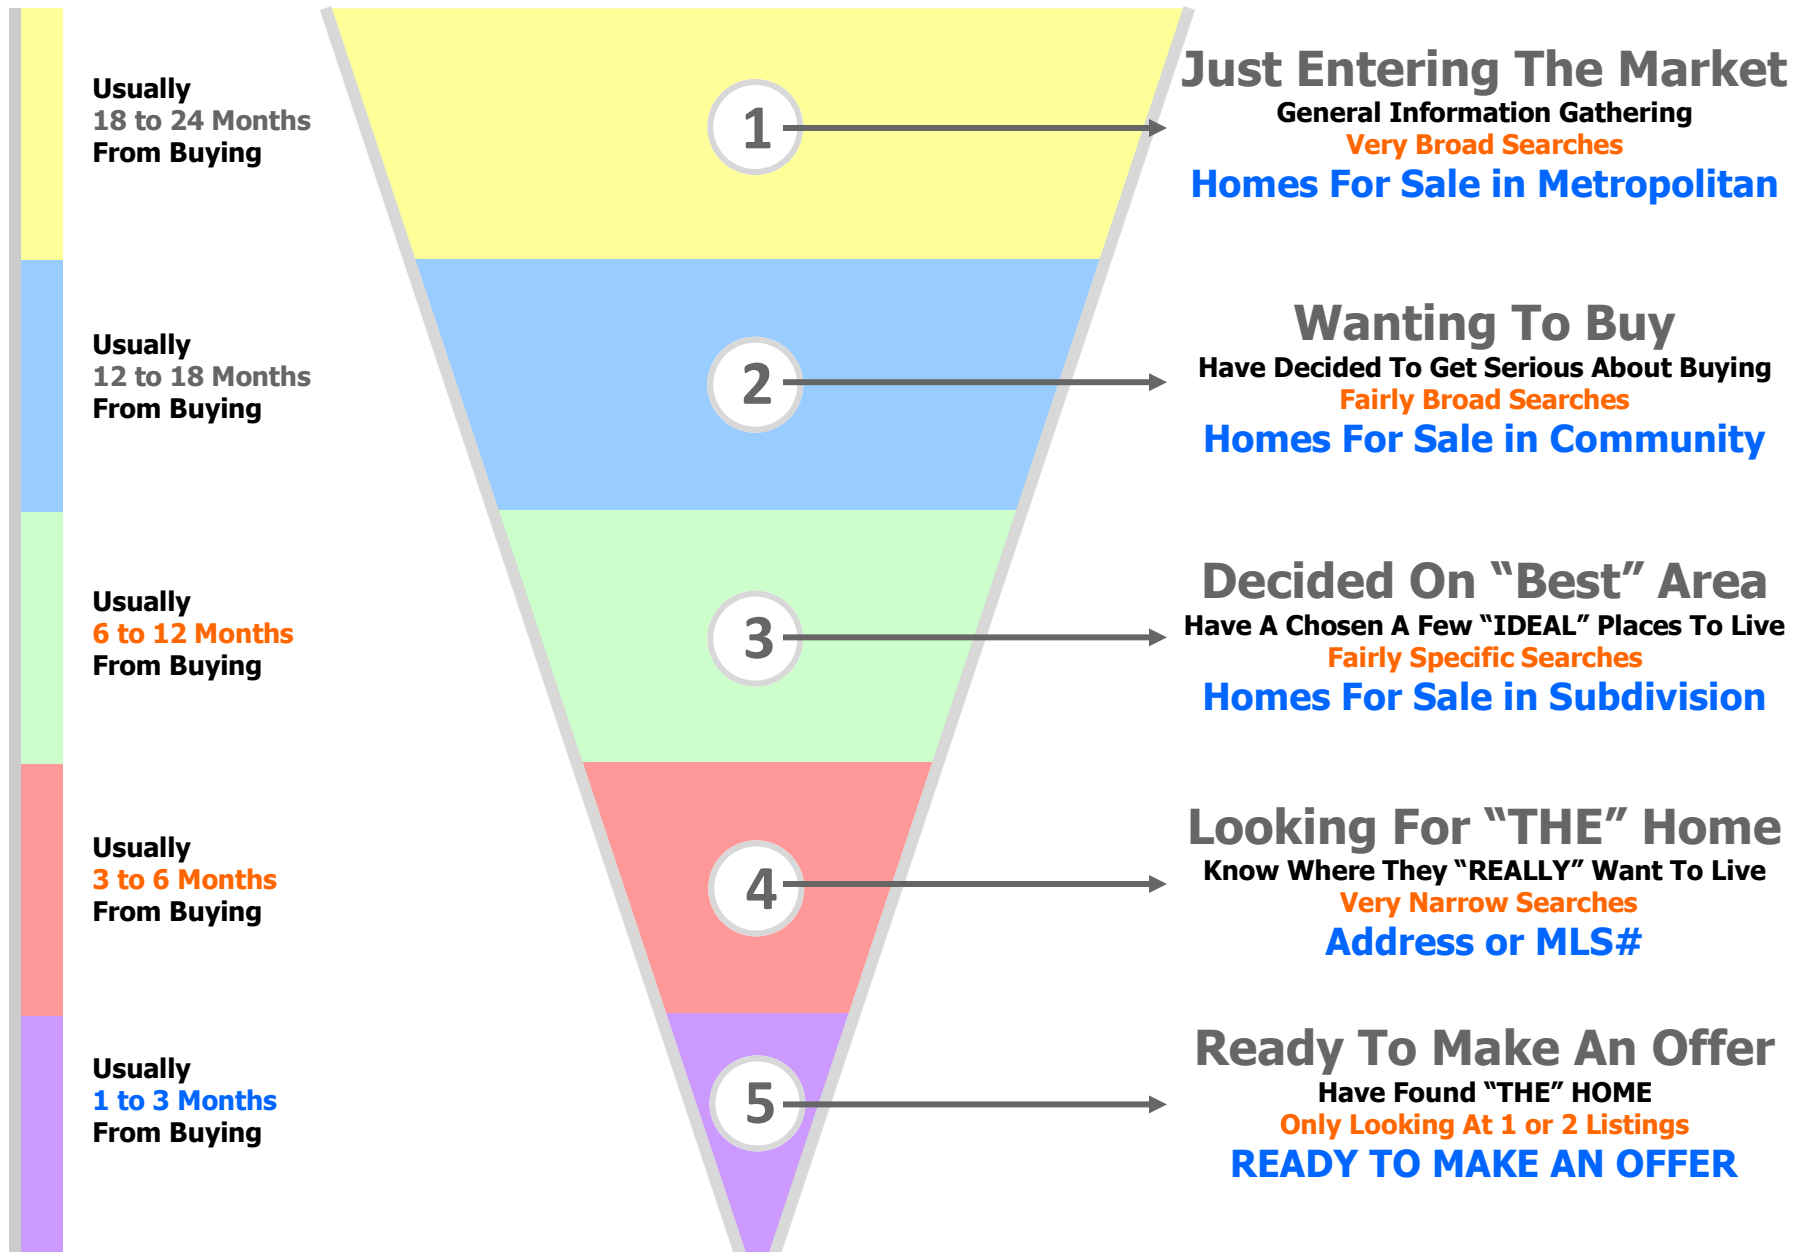 Usually
18 to 24 Months
From Buying
1
Just Entering The Market
General Information Gathering
Very Broad Searches
Homes For Sale in Metropolitan
Usually
12 to 18 Months
From Buying
2
Wanting To Buy
Have Decided To Get Serious About Buying
Fairly Broad Searches
Homes For Sale in Community
Usually
6 to 12 Months
From Buying
3
Decided On “Best” Area
Have A Chosen A Few “IDEAL” Places To Live
Fairly Specific Searches
Homes For Sale in Subdivision
Usually
3 to 6 Months
From Buying
4
Looking For “THE” Home
Know Where They “REALLY” Want To Live
Very Narrow Searches
Address or MLS#
Usually
1 to 3 Months
From Buying
5
Ready To Make An Offer
Have Found “THE” HOME
Only Looking At 1 or 2 Listings
READY TO MAKE AN OFFER